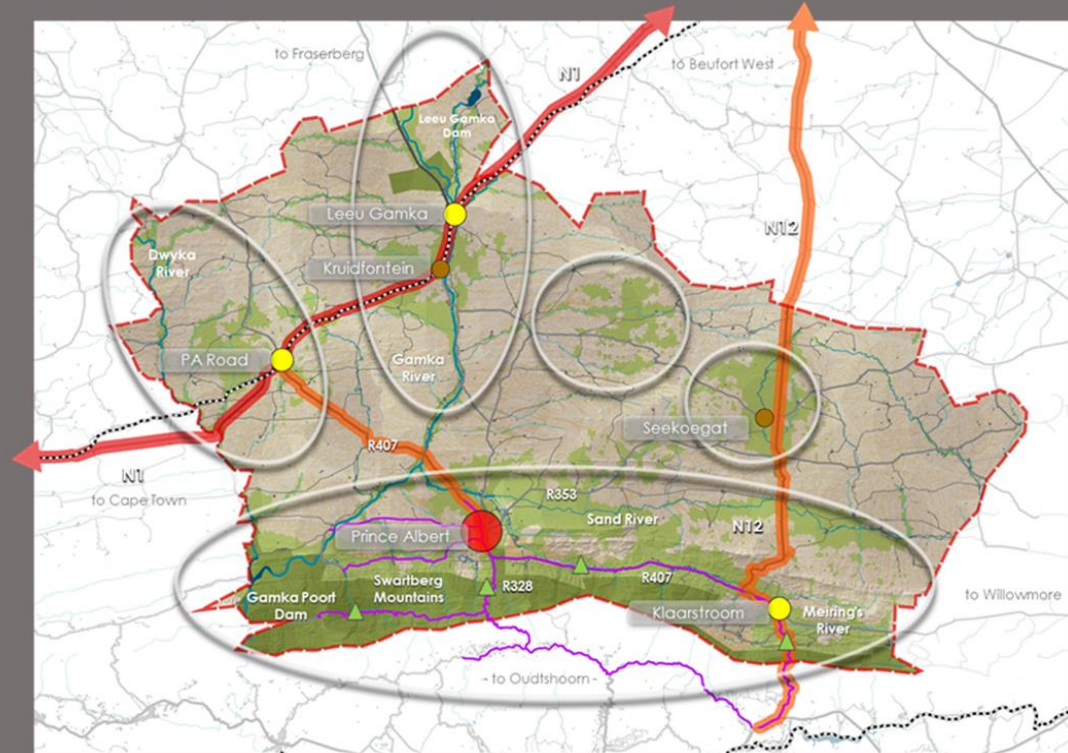 to Fraserberg
N1
to Beufort West
Leeu Gamka
Dam
Leeu Gamka
N12
Dwyka
River
Kruidfontein
PA Road
Gamka
River
Seekoegat
R407
N1
to Cape Town
R353
Sand River
N12
Prince Albert
Swartberg
Mountains
R328
R407
Gamka Poort
Dam
to Willowmore
Klaarstroom
Meiring's
River
- to Oudtshoorn -